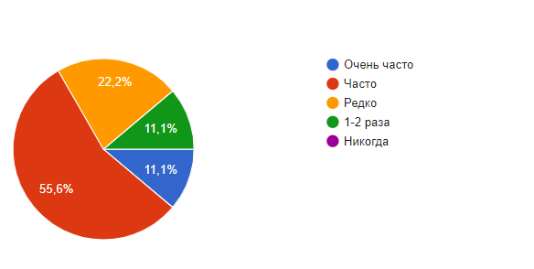 22,2%
11,1%
11,1%
55,6%
Очень часто
Часто
Редко
1-2 раза
Никогда